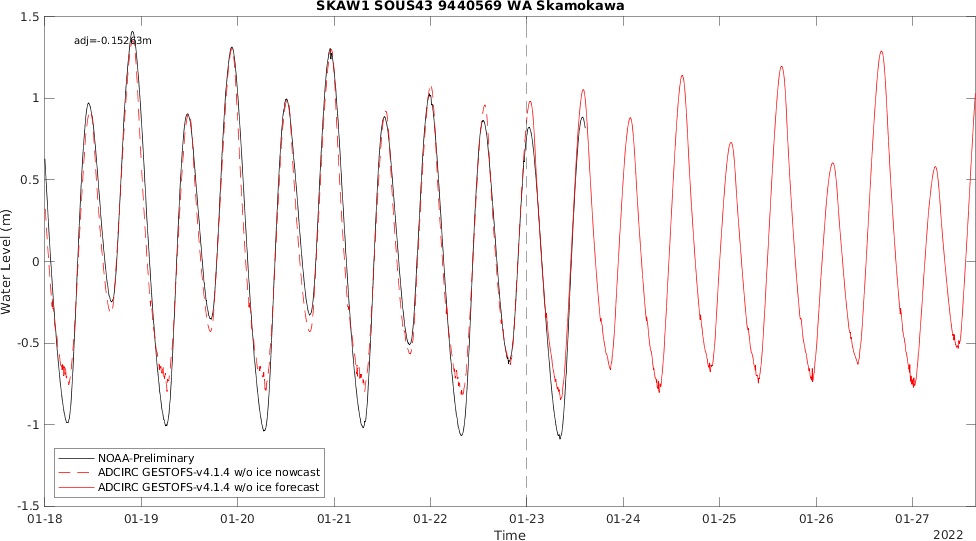 SKAW1 SOUS43 9440569 WA Skamokawa
adj=-0.15263m
1.5
1
0.5
0
-0.5
-1
-1.5
Water Level (m)
NOAA-Preliminary
ADCIRC GESTOFS-v4.1.4 w/o ice nowcast
ADCIRC GESTOFS-v4.1.4 w/o ice forecast
01-18 01-19 01-20 01-21 01-22 01-23 01-24 01-25 01-26 01-27
Time
2022